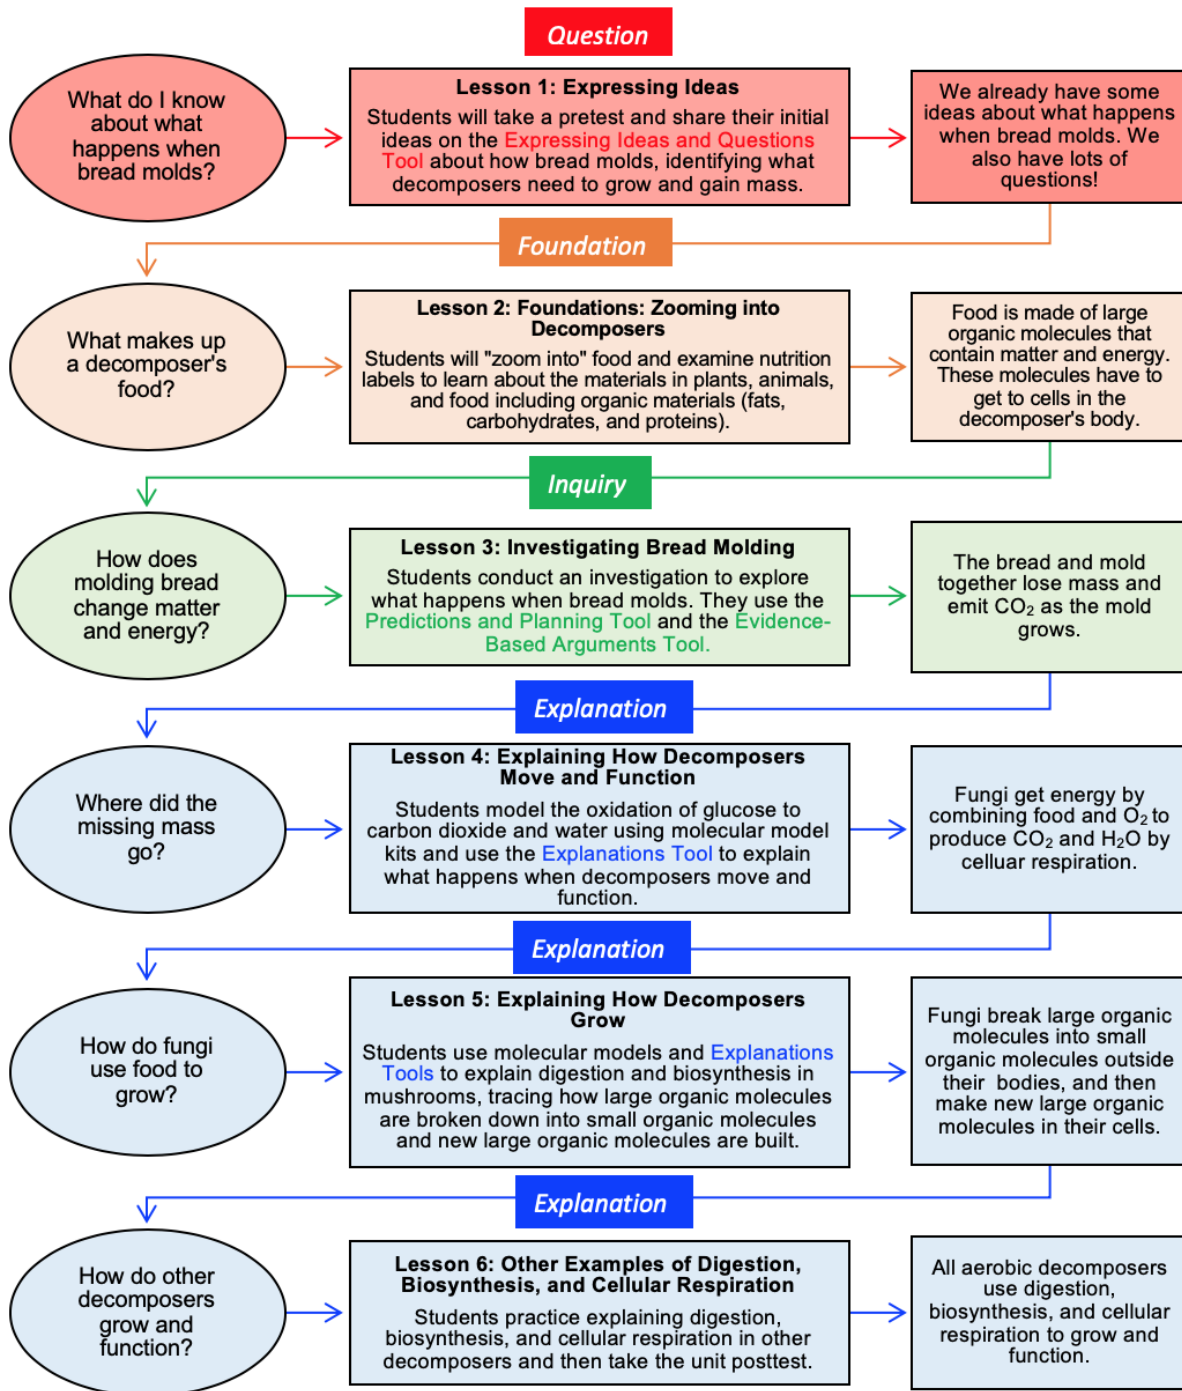 Question
What do I know
about what
happens when
bread molds?
Lesson 1: Expressing Ideas
Students will take a pretest and share their initial
ideas on the Expressing Ideas and Questions
Tool about how bread molds, identifying what
decomposers need to grow and gain mass.
We already have some
ideas about what happens
when bread molds. We
also have lots of
questions!
Foundation
What makes up
a decomposer's
food?
Lesson 2: Foundations: Zooming into
Decomposers
Students will "zoom into" food and examine nutrition
labels to learn about the materials in plants, animals,
and food including organic materials (fats,
carbohydrates, and proteins).
Food is made of large
organic molecules that
contain matter and energy.
These molecules have to
get to cells in the
decomposer's body.
Inquiry
How does
molding bread
change matter
and energy?
Lesson 3: Investigating Bread Molding
Students conduct an investigation to explore
what happens when bread molds. They use the
Predictions and Planning Tool and the Evidence-
Based Arguments Tool.
The bread and mold
together lose mass and
emit CO₂ as the mold
grows.
Explanation
Where did the
missing mass
go?
Lesson 4: Explaining How Decomposers
Move and Function
Students model the oxidation of glucose to
carbon dioxide and water using molecular model
kits and use the Explanations Tool to explain
what happens when decomposers move and
function.
Fungi get energy by
combining food and O₂ to
produce CO₂ and H₂O by
celluar respiration.
Explanation
How do fungi
use food to
grow?
Lesson 5: Explaining How Decomposers
Grow
Students use molecular models and Explanations
Tools to explain digestion and biosynthesis in
mushrooms, tracing how large organic molecules
are broken down into small organic molecules
and new large organic molecules are built.
Fungi break large organic
molecules into small
organic molecules outside
their bodies, and then
make new large organic
molecules in their cells.
Explanation
How do other
decomposers
grow and
function?
Lesson 6: Other Examples of Digestion,
Biosynthesis, and Cellular Respiration
Students practice explaining digestion,
biosynthesis, and cellular respiration in other
decomposers and then take the unit posttest.
All aerobic decomposers
use digestion,
biosynthesis, and cellular
respiration to grow and
function.